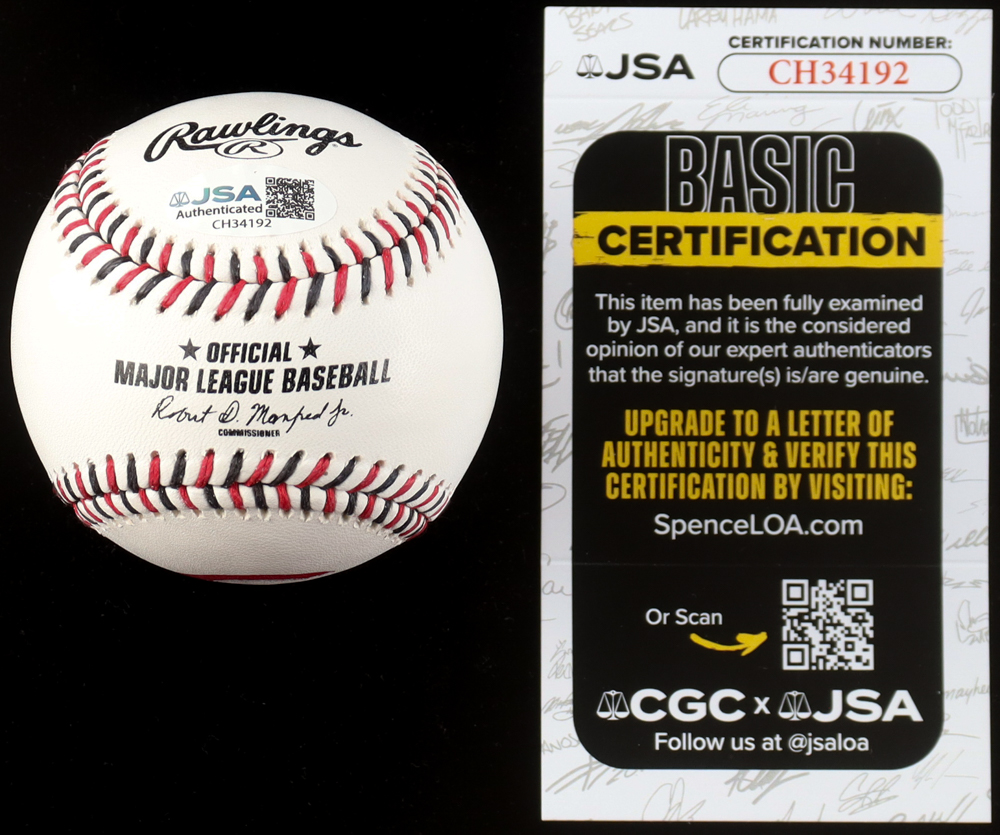 Rawlings
R
JSA
Authenticated
CH34192
★ OFFICIAL ★
MAJOR LEAGUE BASEBALL
Robert D. Manfred Jr.
COMMISSIONER
JSA
CERTIFICATION NUMBER:
CH34192
BASIC
CERTIFICATION
This item has been fully examined
by JSA, and it is the considered
opinion of our expert authenticators
that the signature(s) is/are genuine.
UPGRADE TO A LETTER OF
AUTHENTICITY & VERIFY THIS
CERTIFICATION BY VISITING:
SpenceLOA.com
Or Scan
CGC x JSA
Follow us at @jsaloa